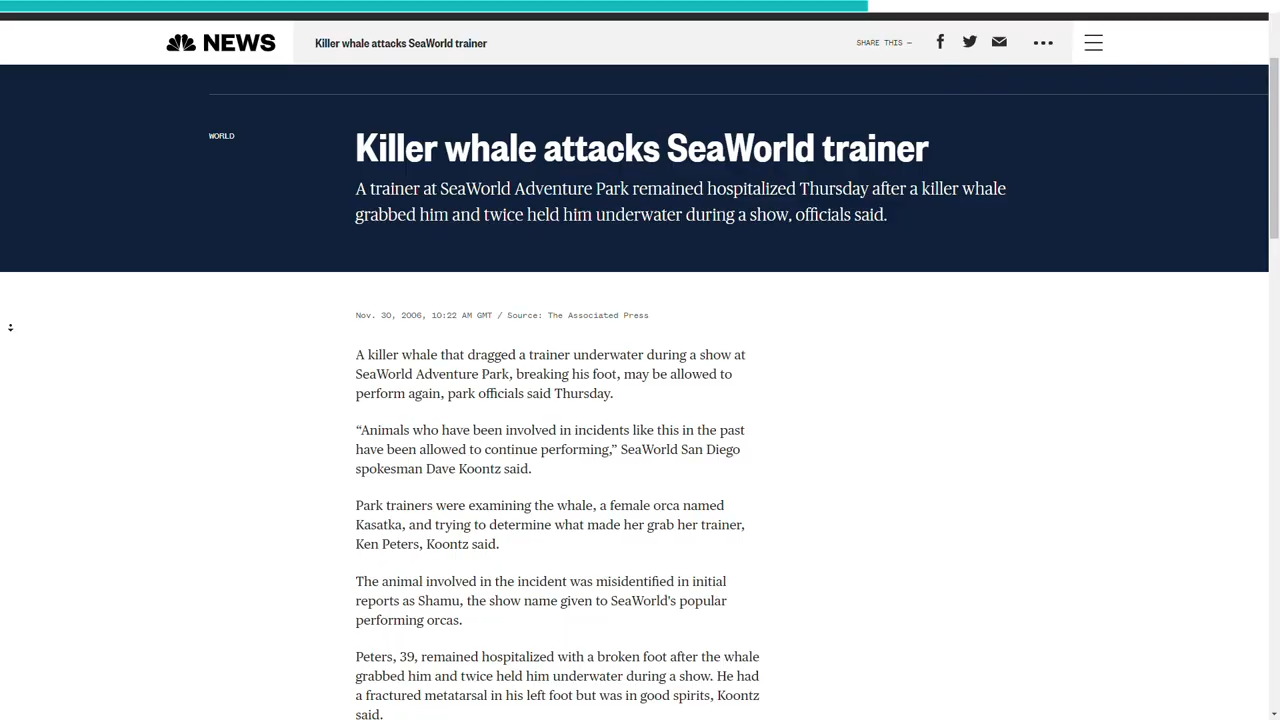 NEWS
Killer whale attacks SeaWorld trainer
SHARE THIS —
WORLD
Killer whale attacks SeaWorld trainer
A trainer at SeaWorld Adventure Park remained hospitalized Thursday after a killer whale
grabbed him and twice held him underwater during a show, officials said.
Nov. 30, 2006, 10:22 AM GMT / Source: The Associated Press
A killer whale that dragged a trainer underwater during a show at
SeaWorld Adventure Park, breaking his foot, may be allowed to
perform again, park officials said Thursday.
“Animals who have been involved in incidents like this in the past
have been allowed to continue performing,” SeaWorld San Diego
spokesman Dave Koontz said.
Park trainers were examining the whale, a female orca named
Kasatka, and trying to determine what made her grab her trainer,
Ken Peters, Koontz said.
The animal involved in the incident was misidentified in initial
reports as Shamu, the show name given to SeaWorld's popular
performing orcas.
Peters, 39, remained hospitalized with a broken foot after the whale
grabbed him and twice held him underwater during a show. He had
a fractured metatarsal in his left foot but was in good spirits, Koontz
said.